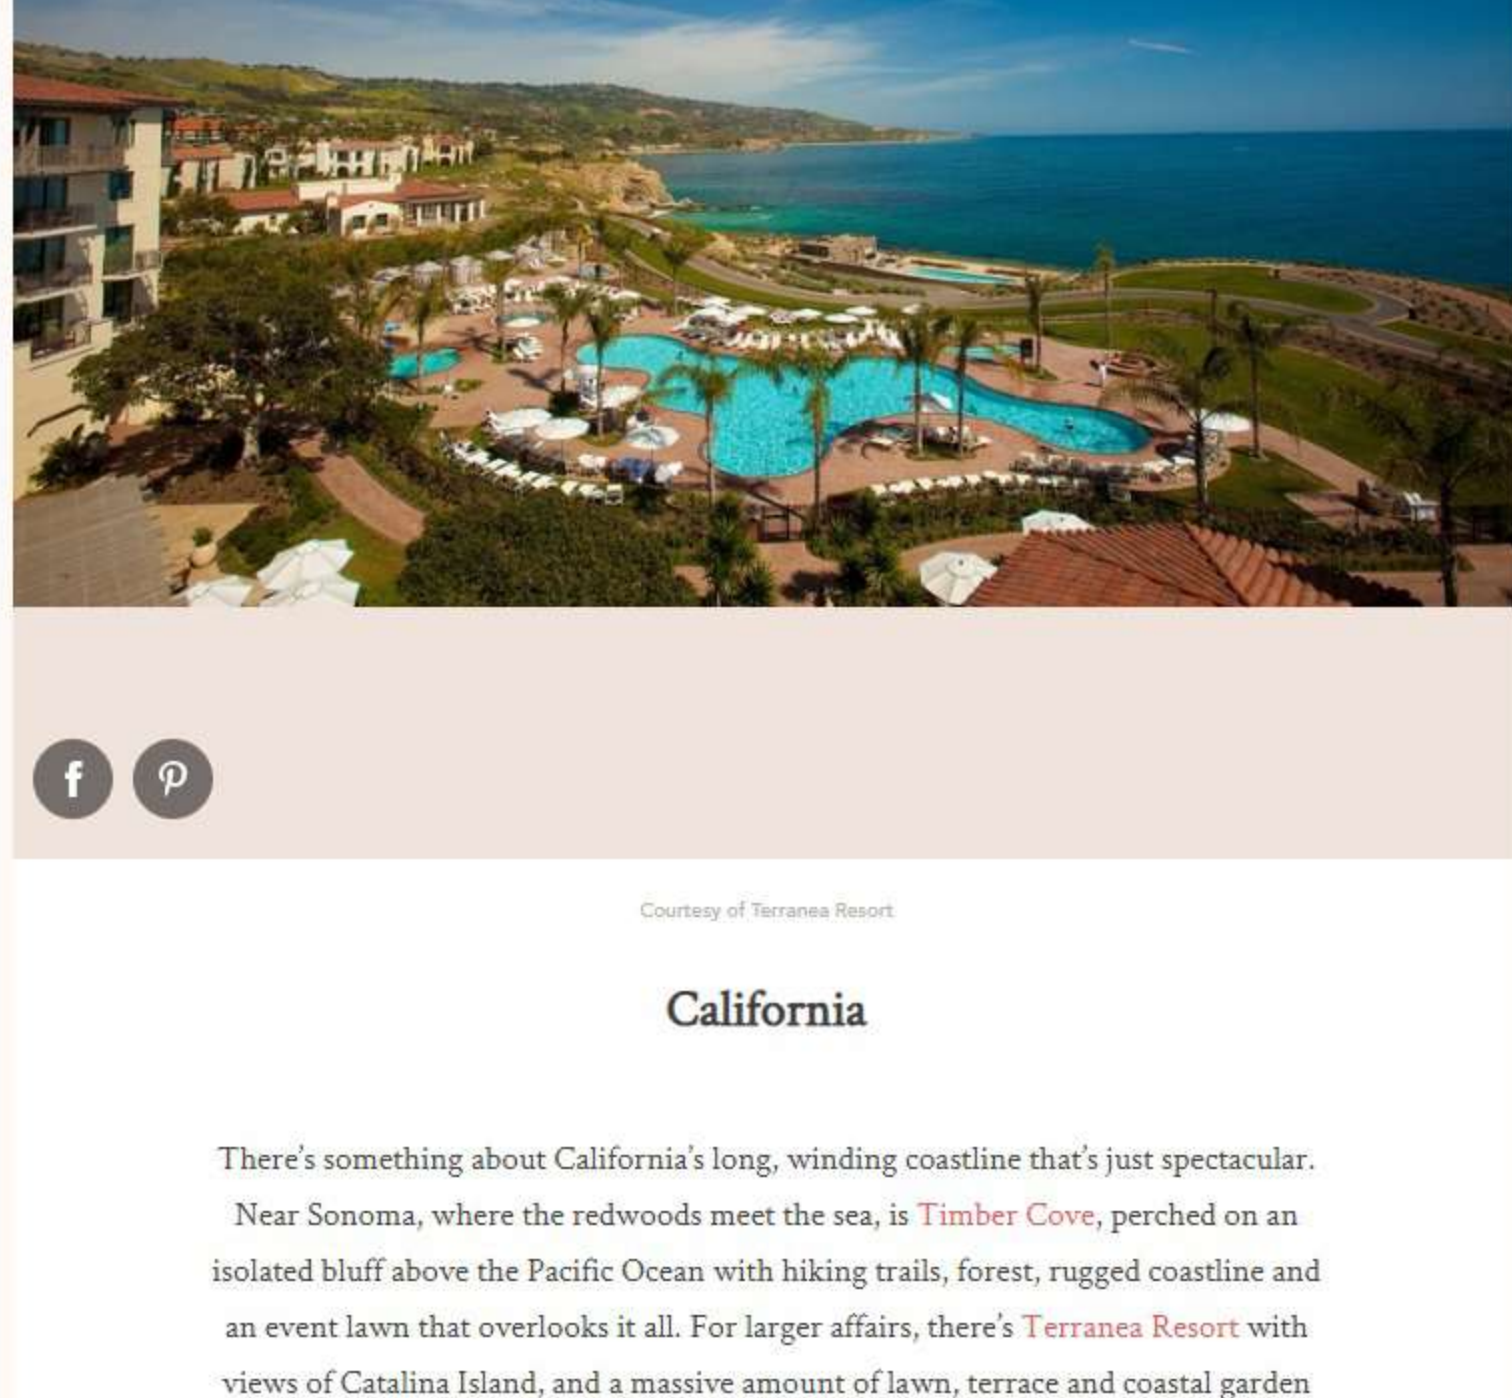 Courtesy of Terranea Resort
California
There’s something about California’s long, winding coastline that’s just spectacular.
Near Sonoma, where the redwoods meet the sea, is Timber Cove, perched on an
isolated bluff above the Pacific Ocean with hiking trails, forest, rugged coastline and
an event lawn that overlooks it all. For larger affairs, there’s Terranea Resort with
views of Catalina Island, and a massive amount of lawn, terrace and coastal garden